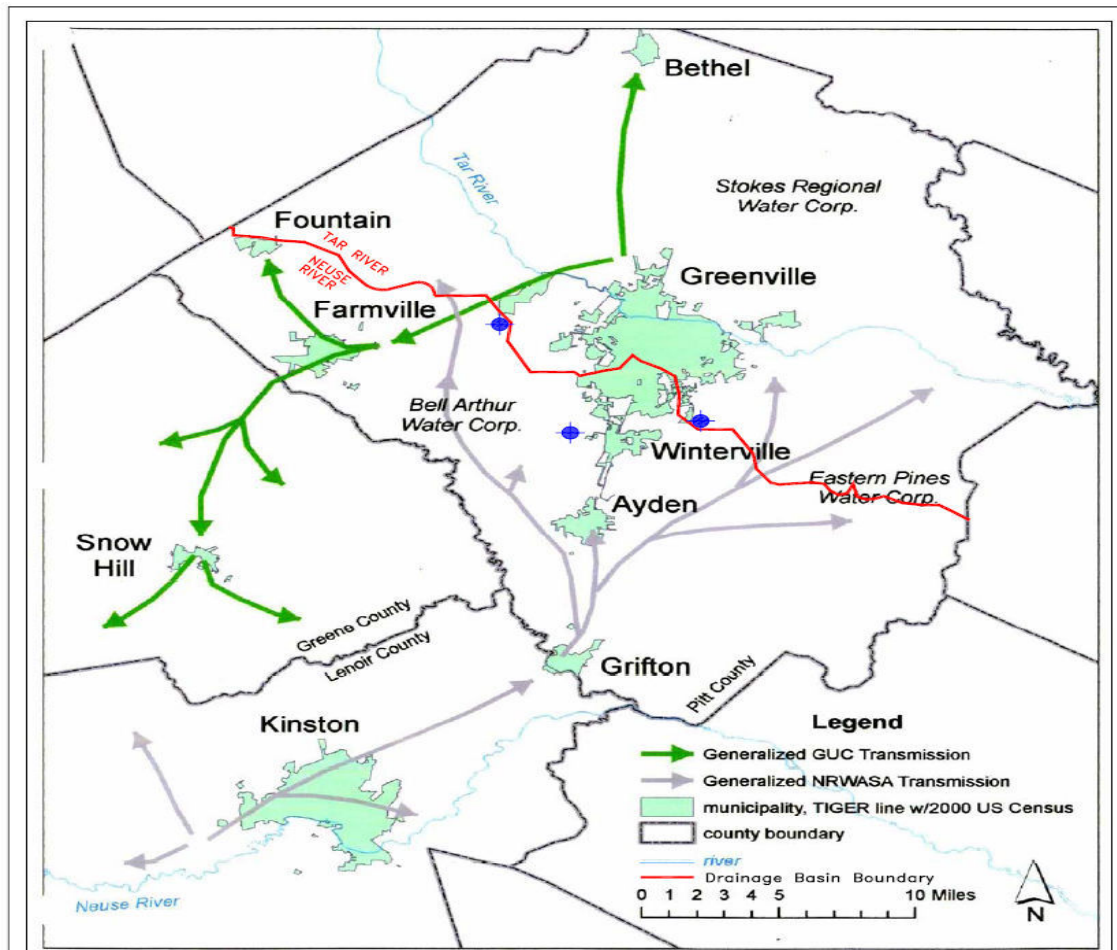 Bethel
Tar River
Stokes Regional
Water Corp.
Fountain
TAR RIVER
NEUSE
RIVER
Greenville
Farmville
Bell Arthur
Water Corp.
Winterville
Eastern Pines
Water Corp.
Ayden
Snow
Hill
Greene County
Lenoir County
Grifton
Pitt County
Kinston
Neuse River
Legend
Generalized GUC Transmission
Generalized NRWASA Transmission
municipality, TIGER line w/2000 US Census
county boundary
river
Drainage Basin Boundary
0 1 2 4 5 10 Miles
N